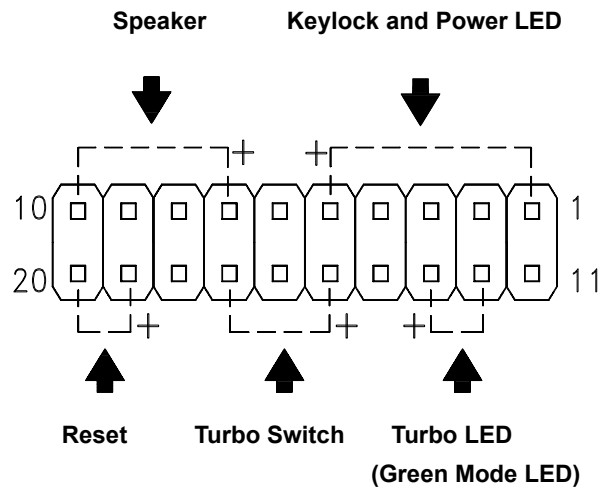 Speaker
Keylock and Power LED
+ +
10 1
20 11
+ + +
Reset
Turbo Switch
Turbo LED
(Green Mode LED)